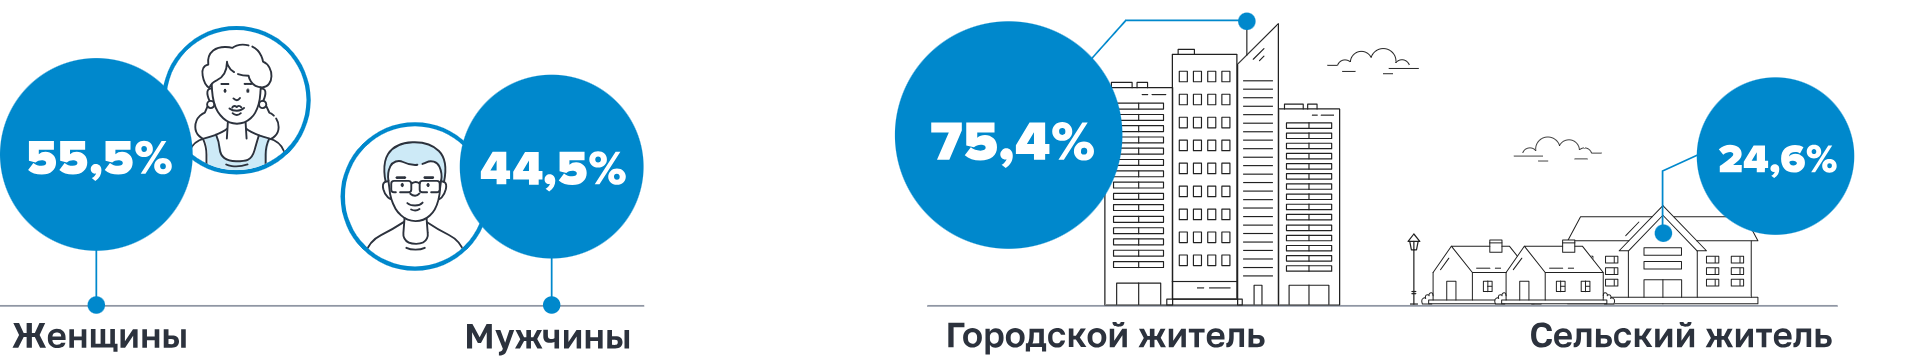 55,5%
Женщины
44,5%
Мужчины
75,4%
Городской житель
24,6%
Сельский житель